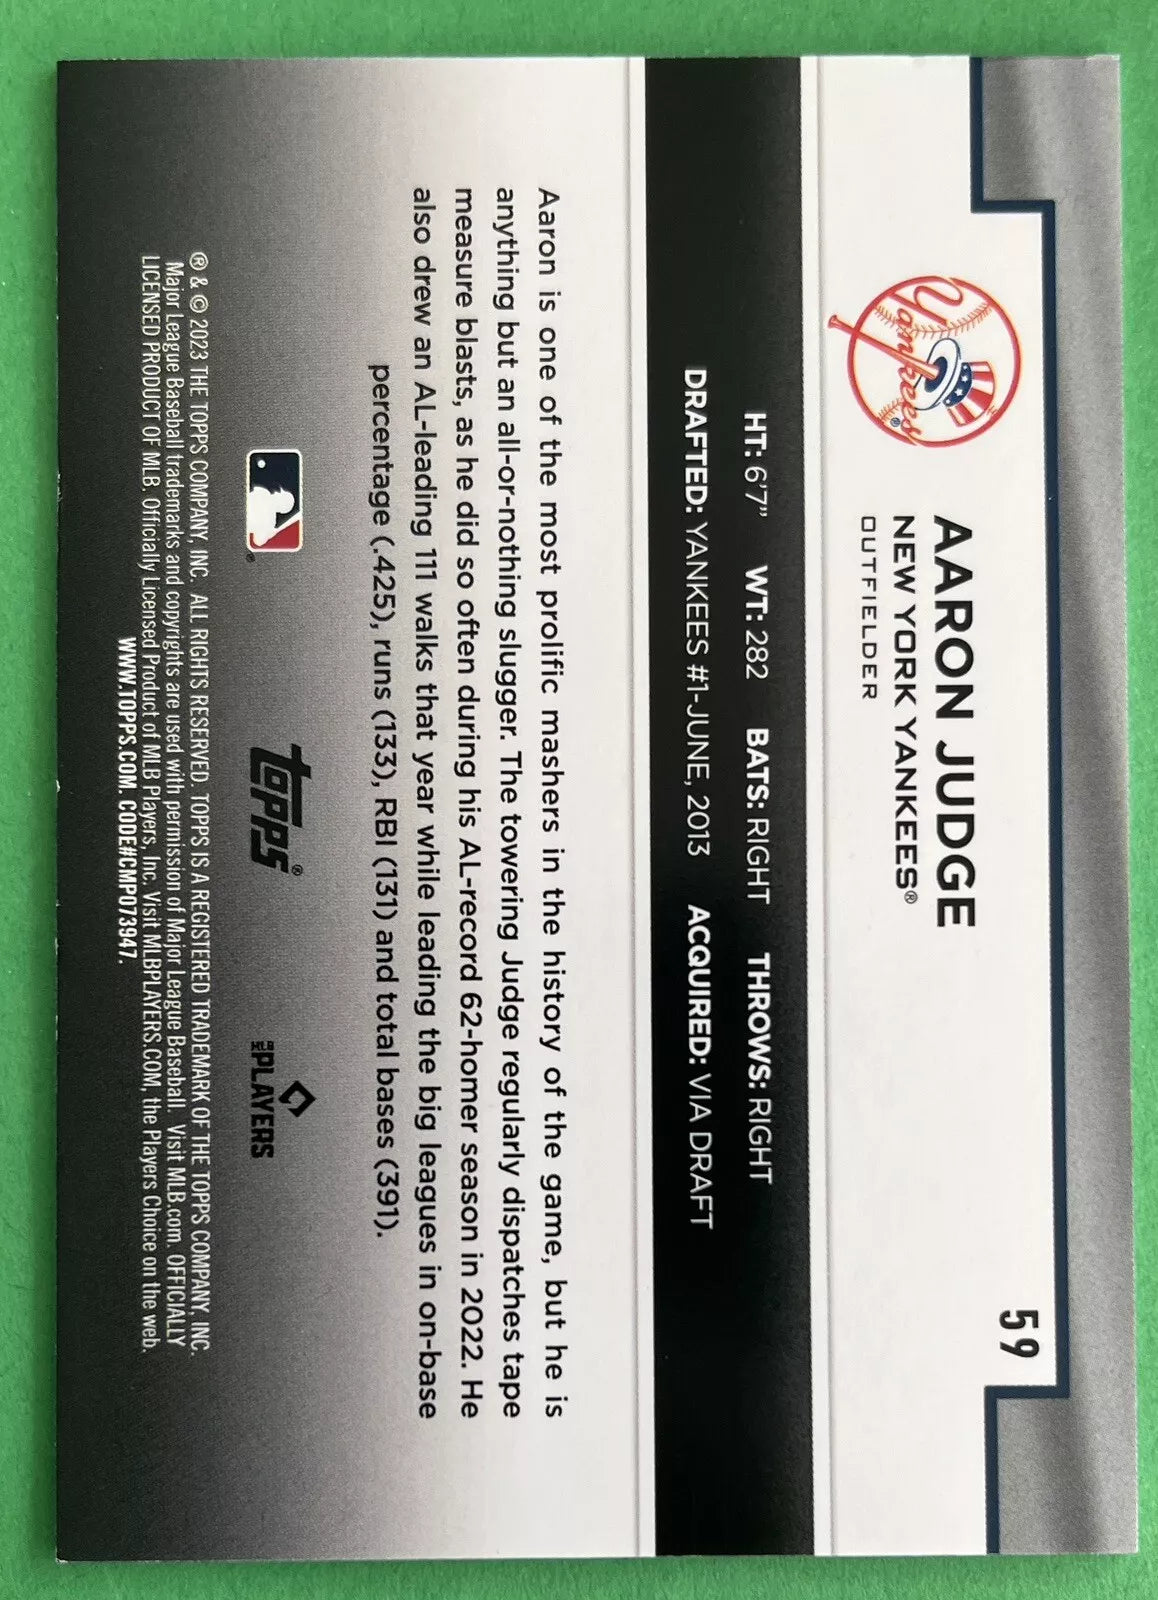 59
Yankees®
AARON JUDGE
NEW YORK YANKEES®
OUTFIELDER
HT: 6'7" WT: 282 BATS: RIGHT THROWS: RIGHT
DRAFTED: YANKEES #1-JUNE, 2013 ACQUIRED: VIA DRAFT
Aaron is one of the most prolific mashers in the history of the game, but he is
anything but an all-or-nothing slugger. The towering Judge regularly dispatches tape
measure blasts, as he did so often during his AL-record 62-homer season in 2022. He
also drew an AL-leading 111 walks that year while leading the big leagues in on-base
percentage (.425), runs (133), RBI (131) and total bases (391).
®
topps®
THE PLAYERS
® & © 2023 THE TOPPS COMPANY, INC. ALL RIGHTS RESERVED. TOPPS IS A REGISTERED TRADEMARK OF THE TOPPS COMPANY, INC.
Major League Baseball trademarks and copyrights are used with permission of Major League Baseball. Visit MLB.com. OFFICIALLY
LICENSED PRODUCT OF MLB. Officially Licensed Product of MLB Players, Inc. Visit MLBPLAYERS.COM, the Players Choice on the web.
WWW.TOPPS.COM. CODE#CMP073947.